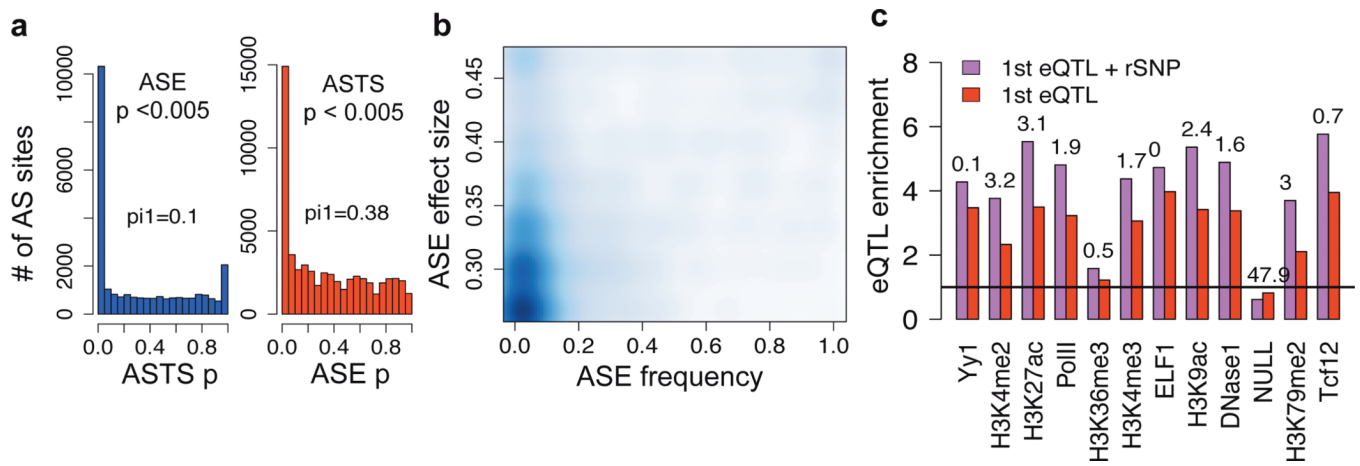 a
# of AS sites
0
2000
6000
10000
ASE
p <0.005
pi1=0.1
0.0 0.4 0.8
ASTS p
0
5000
10000
15000
ASTS
p < 0.005
pi1=0.38
0.0 0.4 0.8
ASE p
b
ASE effect size
0.30
0.35
0.40
0.45
0.0 0.2 0.4 0.6 0.8 1.0
ASE frequency
c
eQTL enrichment
8
6
4
2
0
1st eQTL + rSNP
1st eQTL
0.1
3.2
3.1
1.9
0.5
1.7
0
2.4
1.6
47.9
3
0.7
Yy1
H3K4me2
H3K27ac
PolII
H3K36me3
H3K4me3
ELF1
H3K9ac
DNase1
NULL
H3K79me2
Tcf12